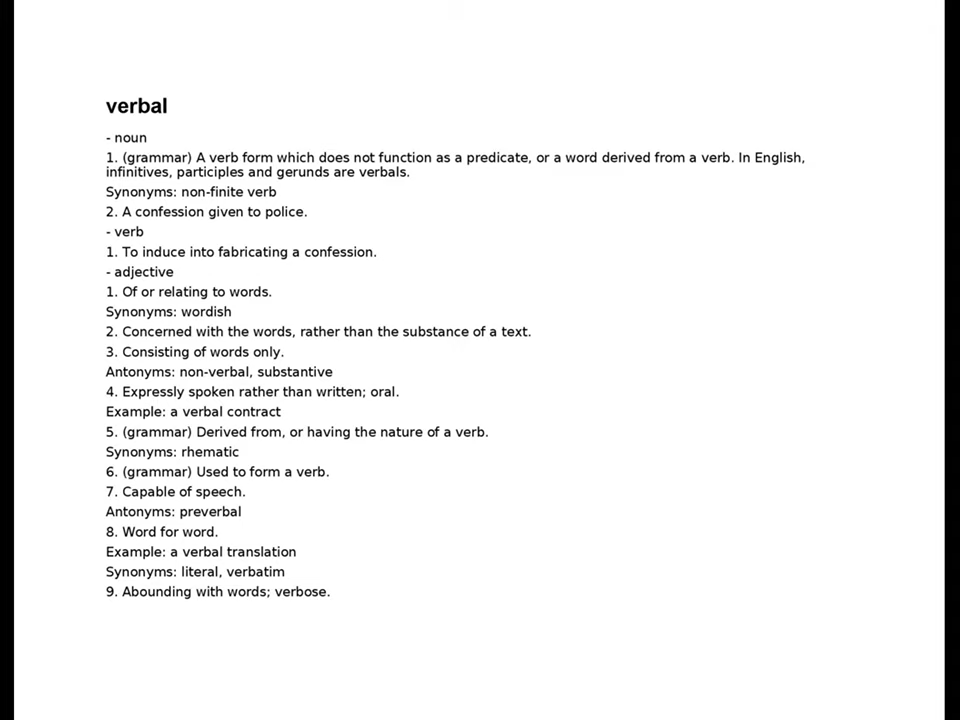 verbal
- noun
1. (grammar) A verb form which does not function as a predicate, or a word derived from a verb. In English,
infinitives, participles and gerunds are verbals.
Synonyms: non-finite verb
2. A confession given to police.
- verb
1. To induce into fabricating a confession.
- adjective
1. Of or relating to words.
Synonyms: wordish
2. Concerned with the words, rather than the substance of a text.
3. Consisting of words only.
Antonyms: non-verbal, substantive
4. Expressly spoken rather than written; oral.
Example: a verbal contract
5. (grammar) Derived from, or having the nature of a verb.
Synonyms: rhematic
6. (grammar) Used to form a verb.
7. Capable of speech.
Antonyms: preverbal
8. Word for word.
Example: a verbal translation
Synonyms: literal, verbatim
9. Abounding with words; verbose.